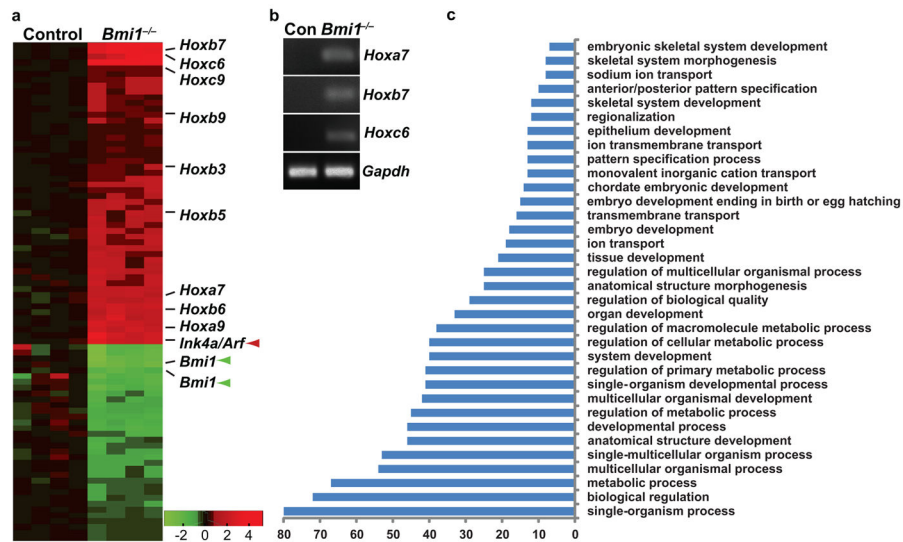 a
Control Bmi1–/–
Hoxb7
Hoxc6
Hoxc9
Hoxb9
Hoxb3
Hoxb5
Hoxa7
Hoxb6
Hoxa9
Ink4a/Arf
Bmi1
Bmi1
-2 0 2 4
b
Con Bmi1–/–
Hoxa7
Hoxb7
Hoxc6
Gapdh
c
embryonic skeletal system development
skeletal system morphogenesis
sodium ion transport
anterior/posterior pattern specification
skeletal system development
regionalization
epithelium development
ion transmembrane transport
pattern specification process
monovalent inorganic cation transport
chordate embryonic development
embryo development ending in birth or egg hatching
transmembrane transport
embryo development
ion transport
tissue development
regulation of multicellular organismal process
anatomical structure morphogenesis
regulation of biological quality
organ development
regulation of macromolecule metabolic process
regulation of cellular metabolic process
system development
regulation of primary metabolic process
single-organism developmental process
multicellular organismal development
regulation of metabolic process
developmental process
anatomical structure development
single-multicellular organism process
multicellular organismal process
metabolic process
biological regulation
single-organism process
80 70 60 50 40 30 20 10 0